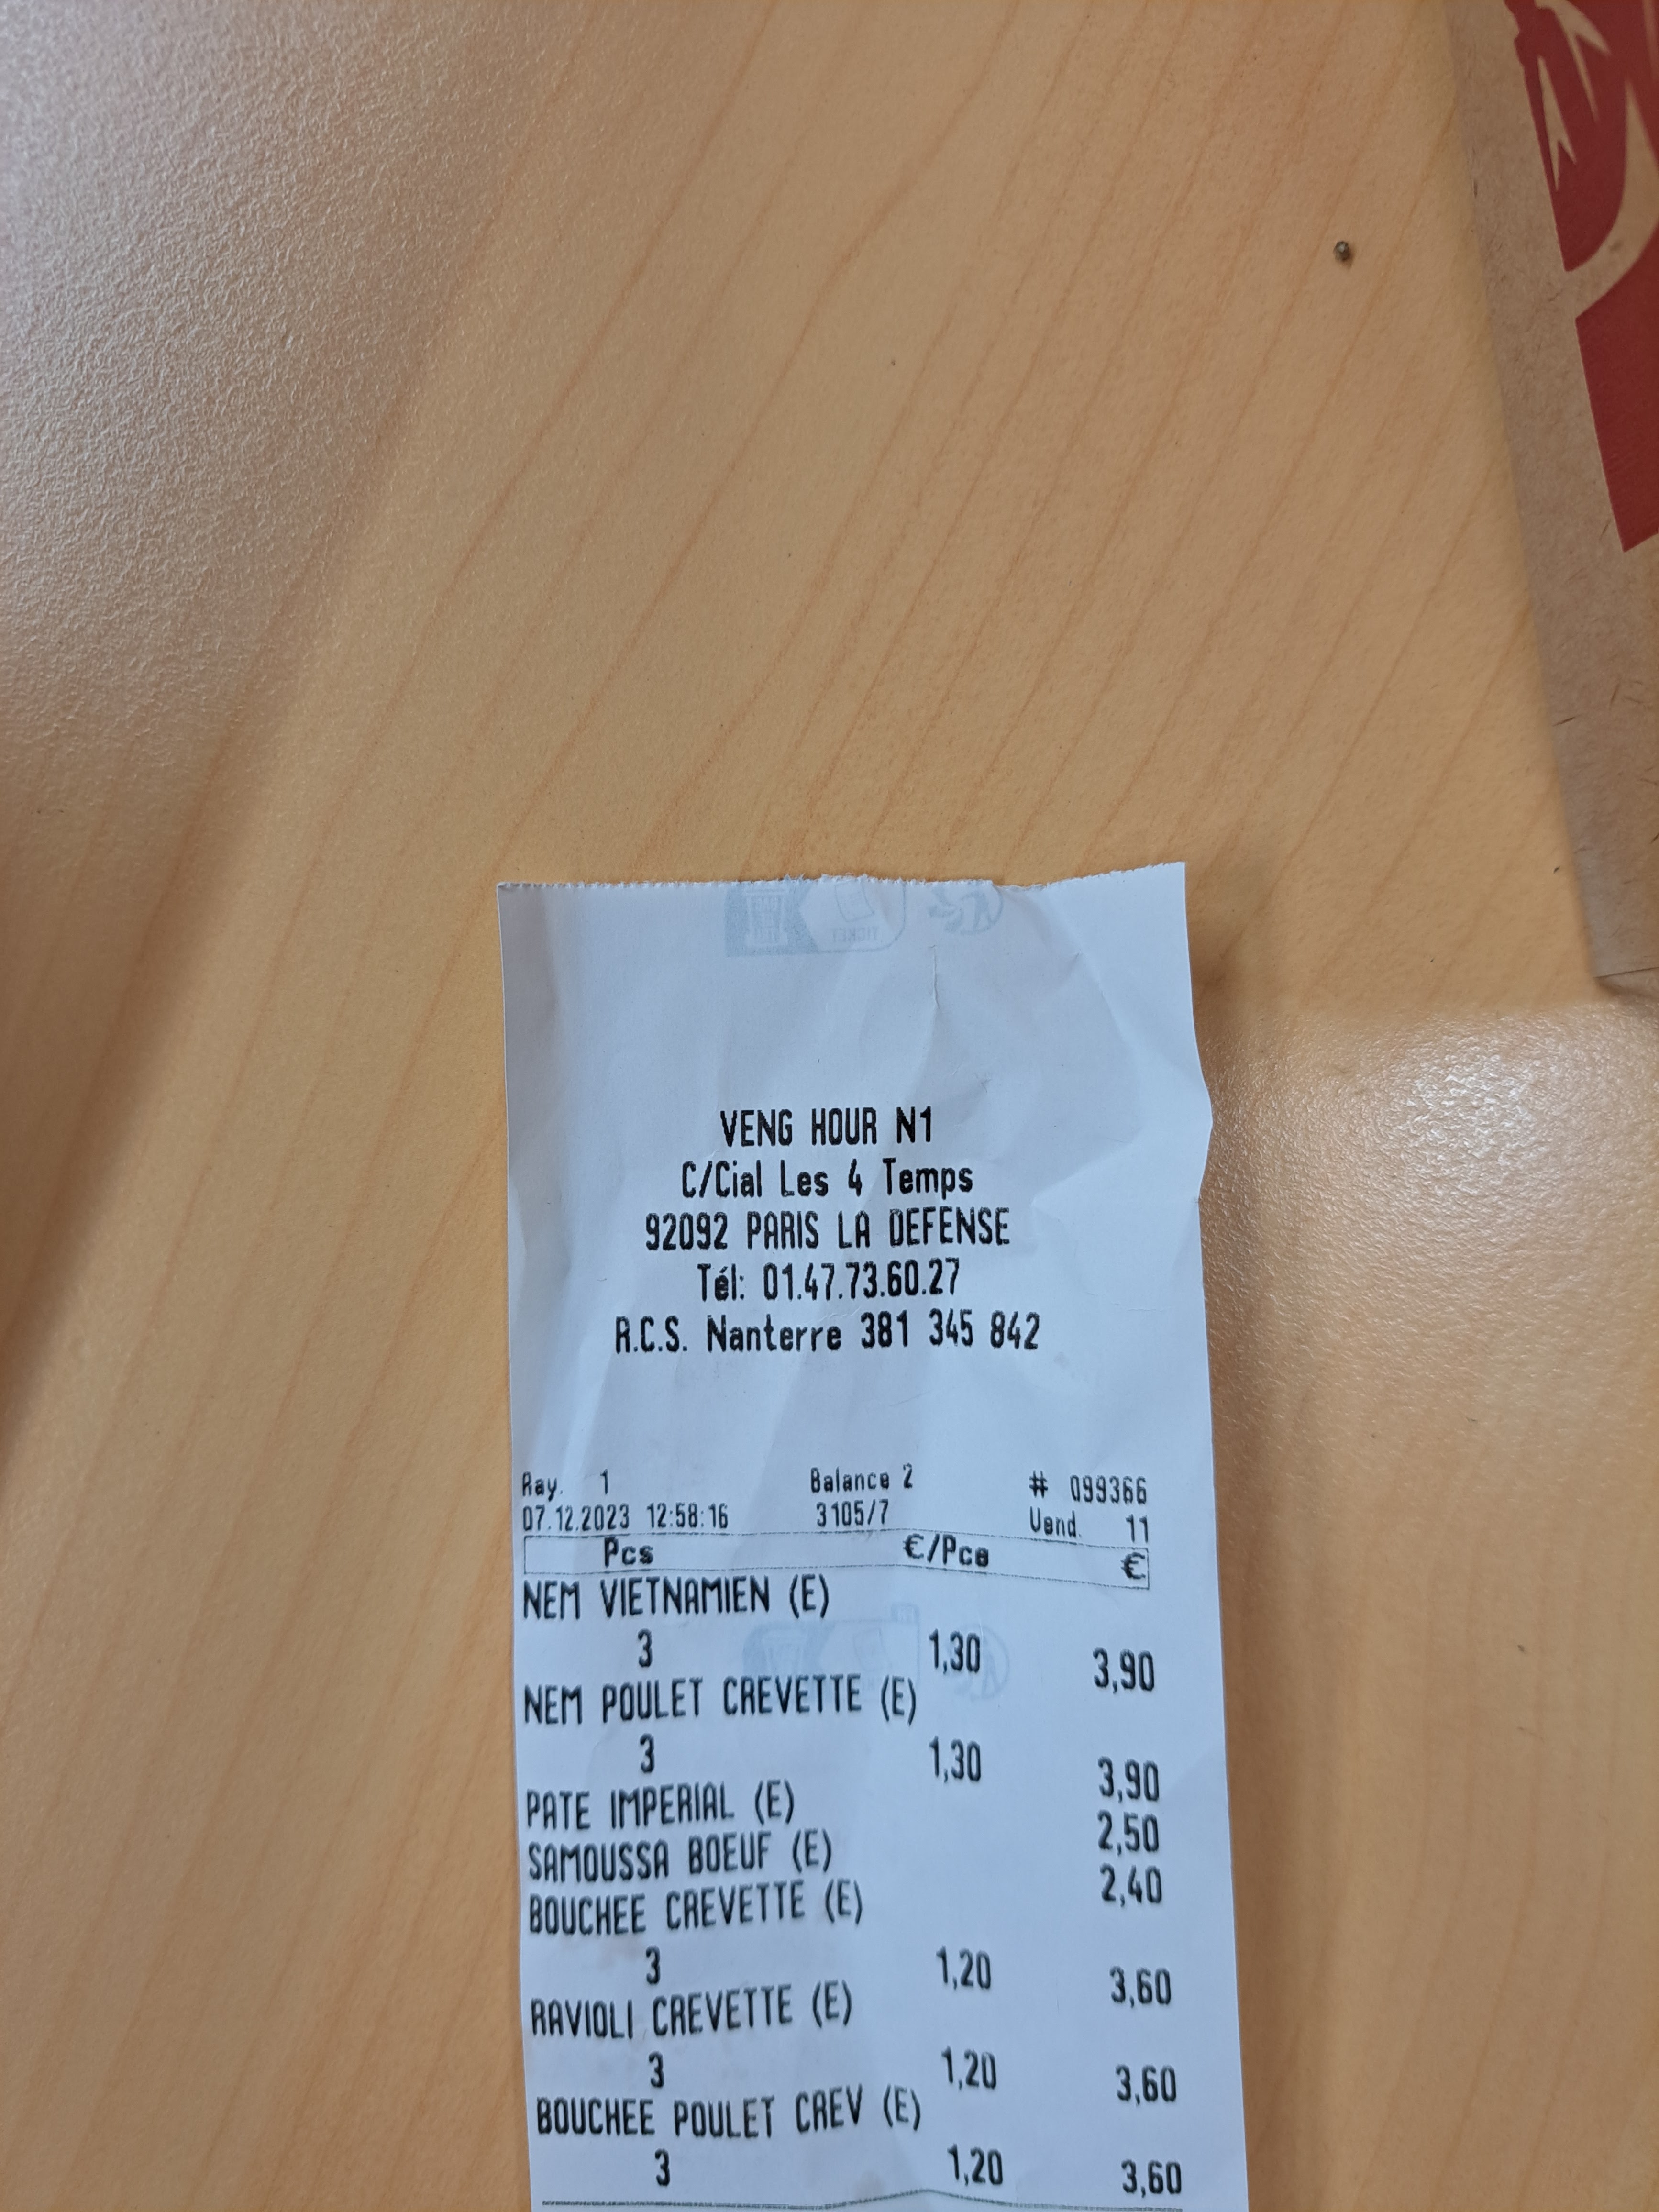 VENG HOUR N1
C/Cial Les 4 Temps
92092 PARIS LA DEFENSE
Tél: 01.47.73.60.27
R.C.S. Nanterre 381 345 842
Ray. 1 Balance 2 # 099366
07.12.2023 12:58:16 3105/7 Vend. 11
Pcs €/Pce €
NEM VIETNAMIEN (E)
3 1,30 3,90
NEM POULET CREVETTE (E)
3 1,30 3,90
PATE IMPERIAL (E) 2,50
SAMOUSSA BOEUF (E) 2,40
BOUCHEE CREVETTE (E)
3 1,20 3,60
RAVIOLI CREVETTE (E)
3 1,20 3,60
BOUCHEE POULET CREV (E)
3 1,20 3,60